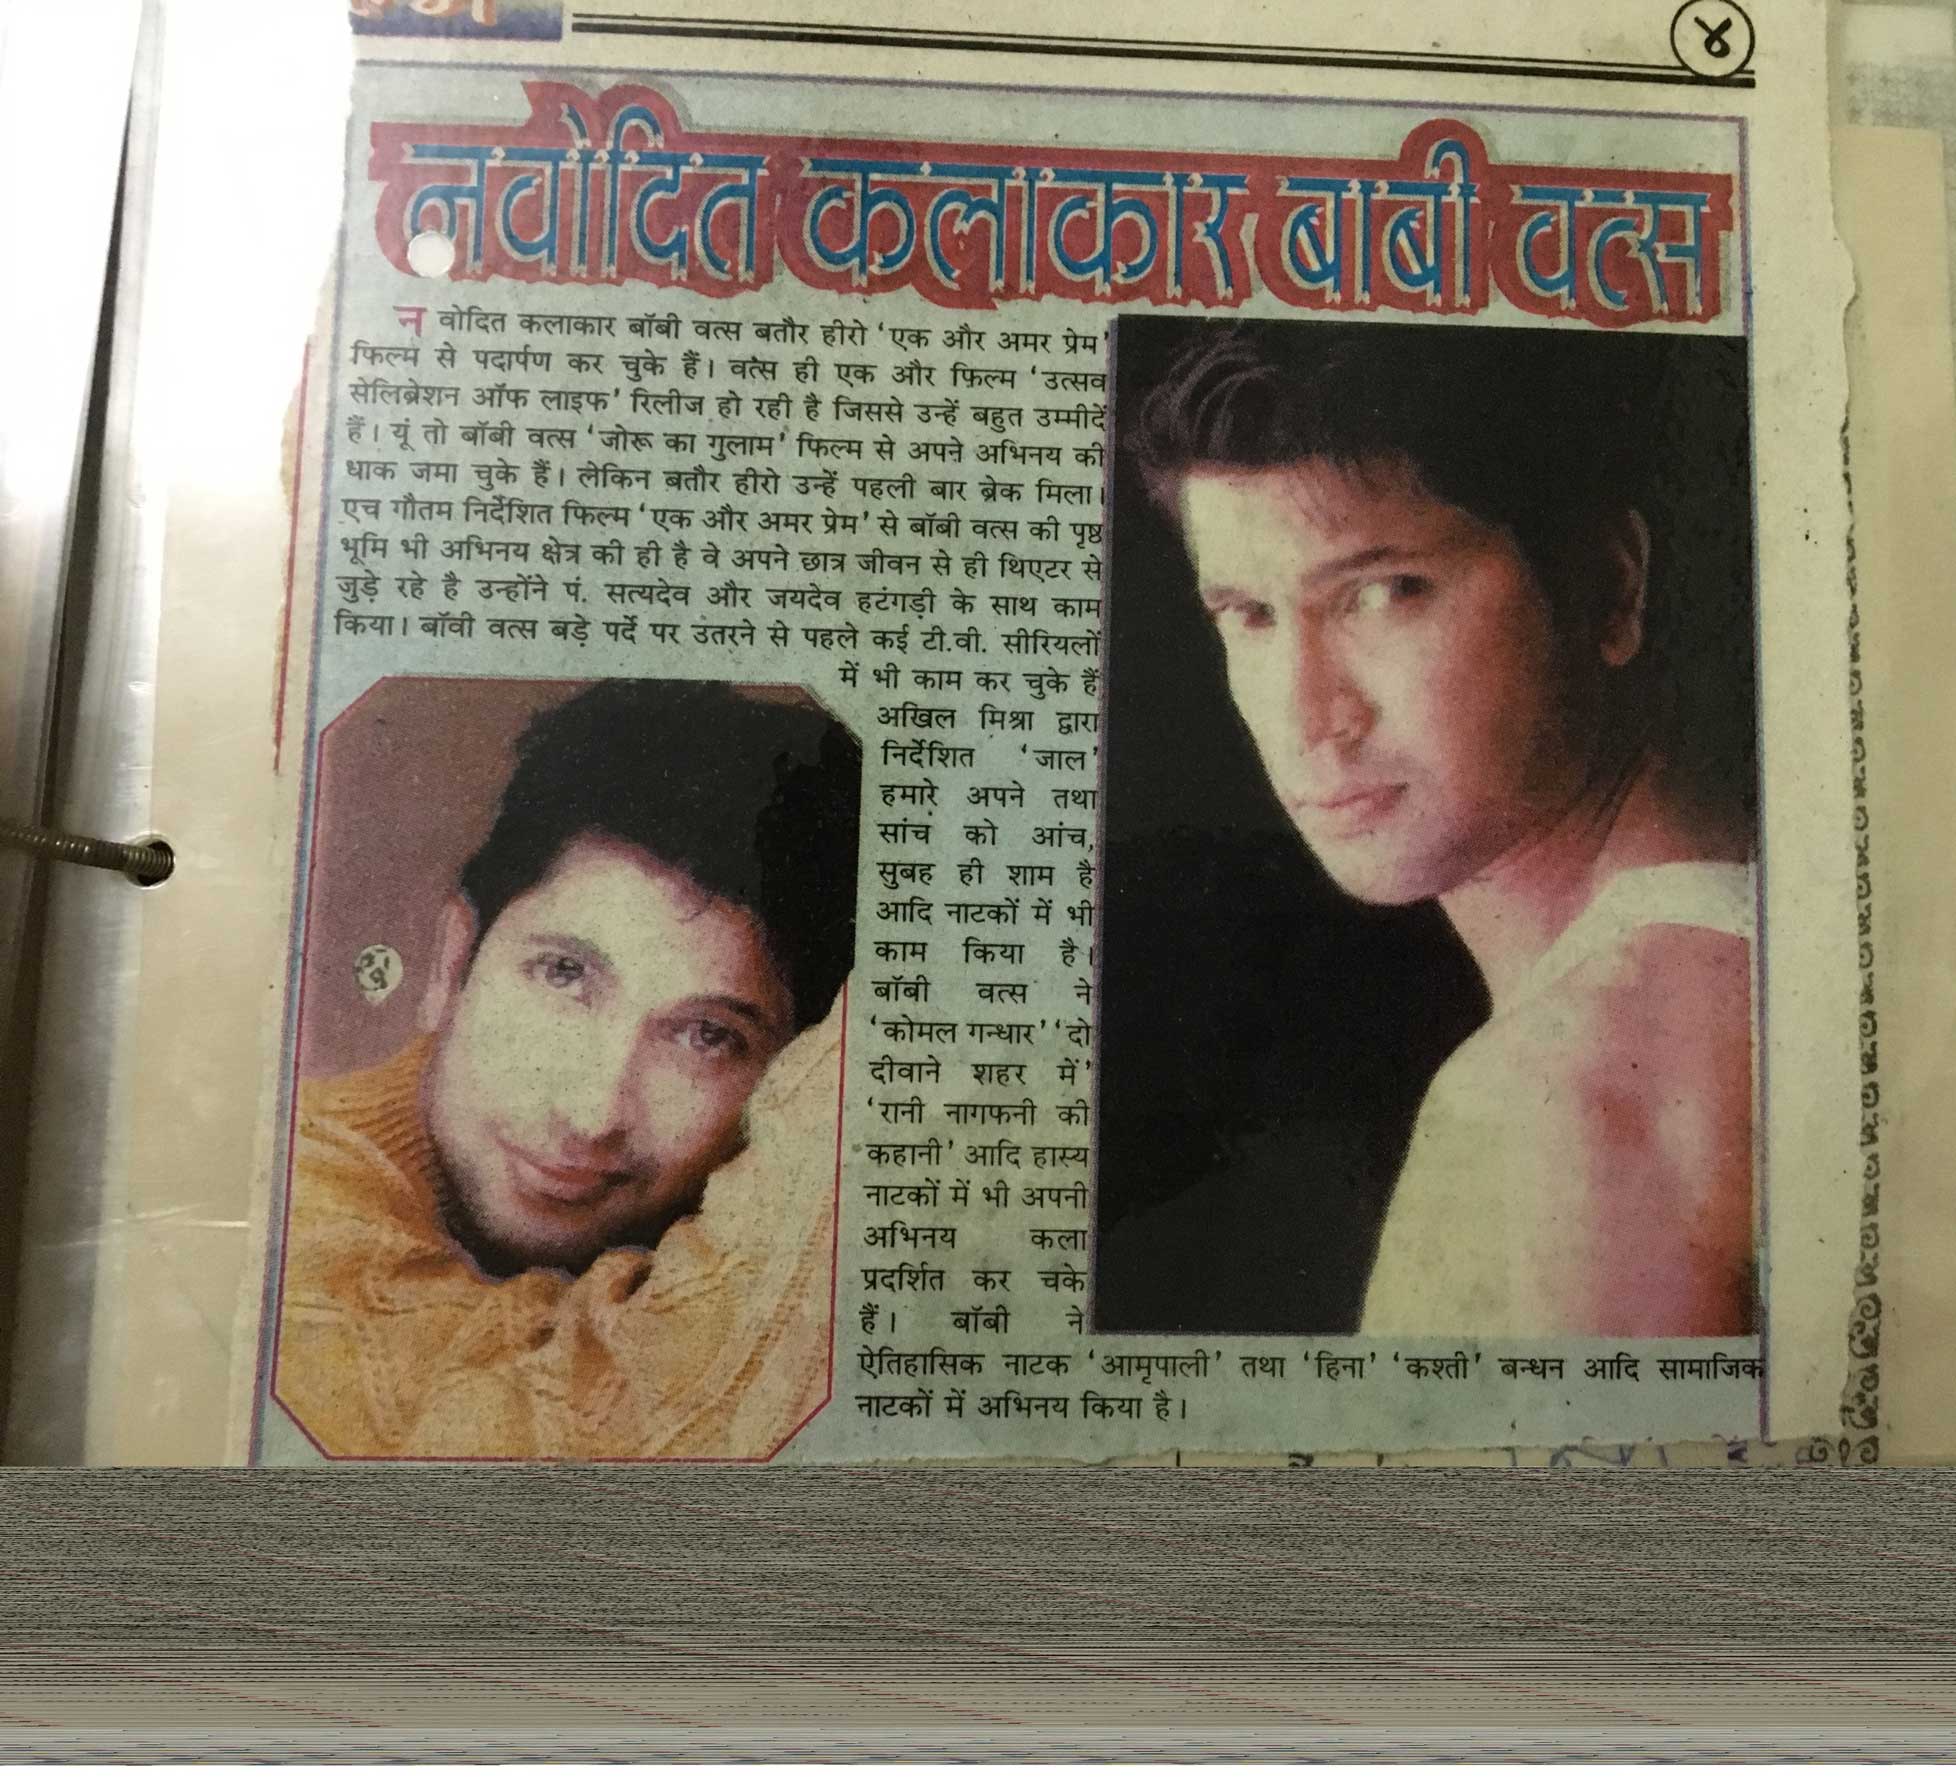 ४
नवोदित कलाकार बाबी वत्स
नवोदित कलाकार बॉबी वत्स बतौर हीरो ‘एक और अमर प्रेम’
फिल्म से पदार्पण कर चुके हैं। वत्स ही एक और फिल्म ‘उत्सव
सेलिब्रेशन ऑफ लाइफ’ रिलीज हो रही है जिससे उन्हें बहुत उम्मीदें
हैं। यूं तो बॉबी वत्स ‘जोरू का गुलाम’ फिल्म से अपने अभिनय की
धाक जमा चुके हैं। लेकिन बतौर हीरो उन्हें पहली बार ब्रेक मिला।
एच गौतम निर्देशित फिल्म ‘एक और अमर प्रेम’ से बॉबी वत्स की पृष्ठ
भूमि भी अभिनय क्षेत्र की ही है वे अपने छात्र जीवन से ही थिएटर से
जुड़े रहे है उन्होंने पं. सत्यदेव और जयदेव हटंगड़ी के साथ काम
किया। बॉवी वत्स बड़े पर्दे पर उतरने से पहले कई टी.वी. सीरियलों
में भी काम कर चुके हैं
अखिल मिश्रा द्वारा
निर्देशित ‘जाल’
हमारे अपने तथा
सांच को आंच,
सुबह ही शाम है
आदि नाटकों में भी
काम किया है।
बॉबी वत्स ने
‘कोमल गन्धार’ ‘दो
दीवाने शहर में’
‘रानी नागफनी की
कहानी’ आदि हास्य
नाटकों में भी अपनी
अभिनय कला
प्रदर्शित कर चके
हैं। बॉबी ने
ऐतिहासिक नाटक ‘आमृपाली’ तथा ‘हिना’ ‘कश्ती’ बन्धन आदि सामाजिक
नाटकों में अभिनय किया है।